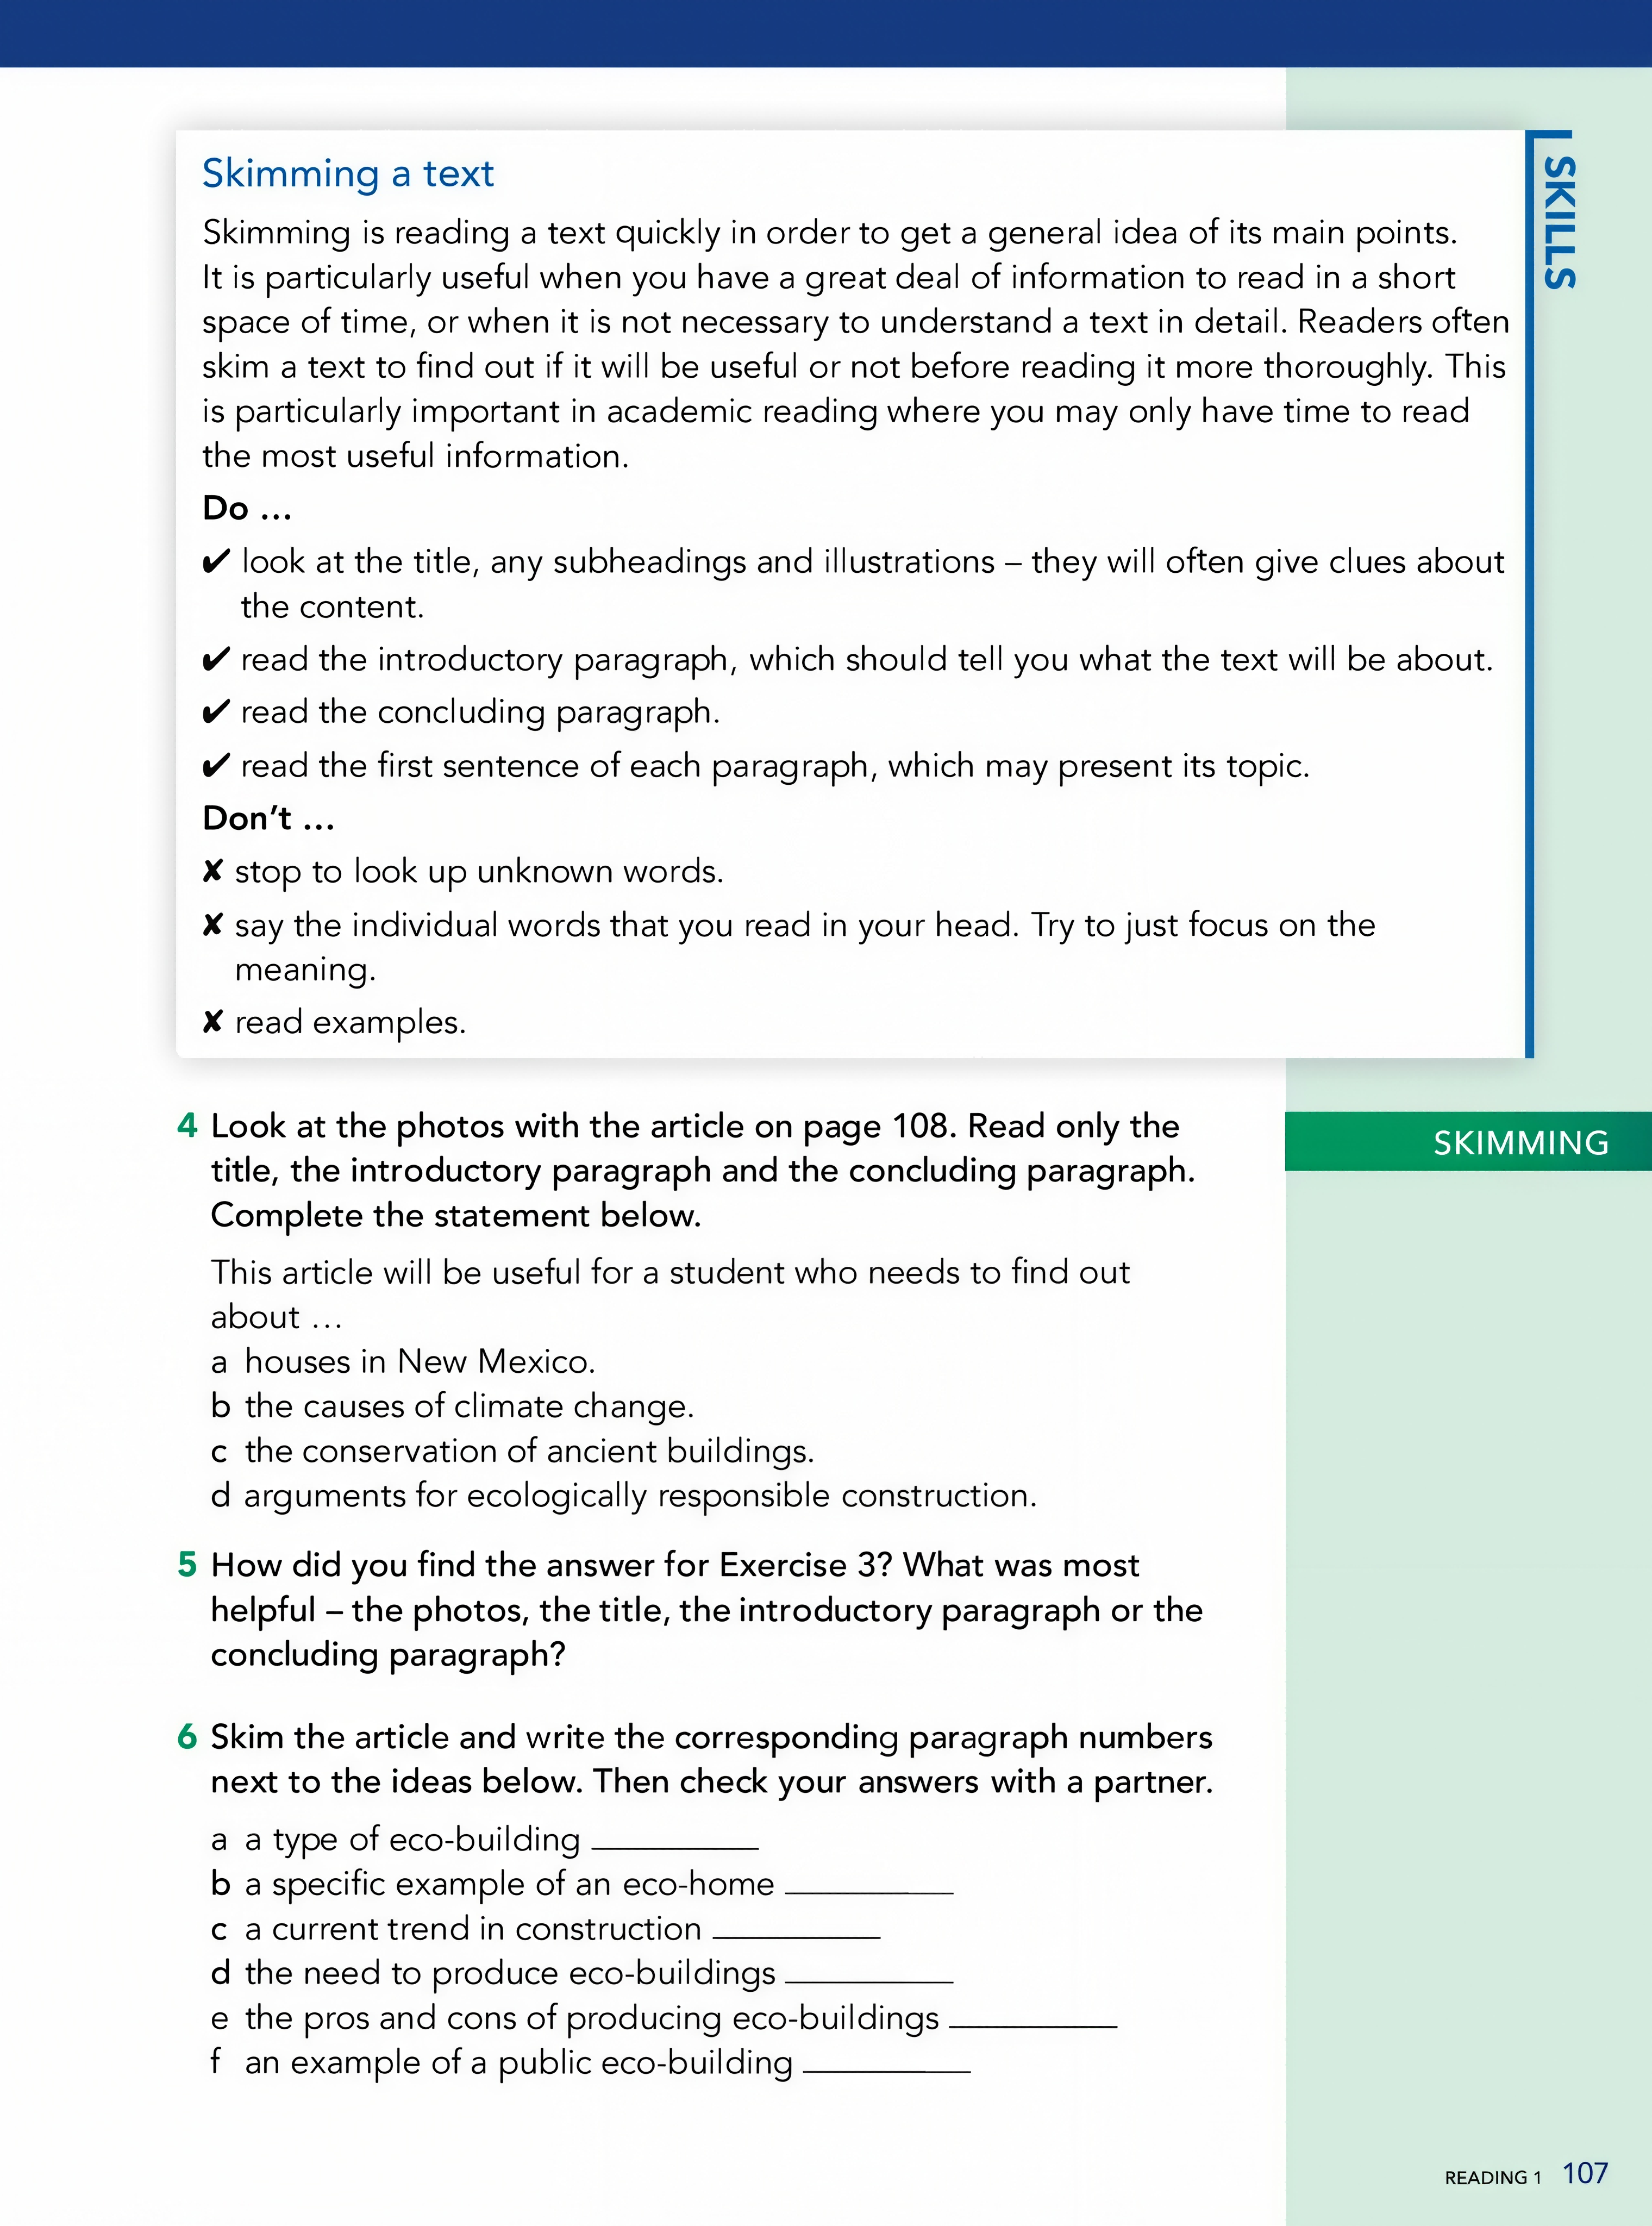 Skimming a text
Skimming is reading a text quickly in order to get a general idea of its main points.
It is particularly useful when you have a great deal of information to read in a short
space of time, or when it is not necessary to understand a text in detail. Readers often
skim a text to find out if it will be useful or not before reading it more thoroughly. This
is particularly important in academic reading where you may only have time to read
the most useful information.
Do …
✔ look at the title, any subheadings and illustrations – they will often give clues about
the content.
✔ read the introductory paragraph, which should tell you what the text will be about.
✔ read the concluding paragraph.
✔ read the first sentence of each paragraph, which may present its topic.
Don't …
✘ stop to look up unknown words.
✘ say the individual words that you read in your head. Try to just focus on the
meaning.
✘ read examples.
SKILLS
4 Look at the photos with the article on page 108. Read only the
title, the introductory paragraph and the concluding paragraph.
Complete the statement below.
SKIMMING
This article will be useful for a student who needs to find out
about …
a houses in New Mexico.
b the causes of climate change.
c the conservation of ancient buildings.
d arguments for ecologically responsible construction.
5 How did you find the answer for Exercise 3? What was most
helpful – the photos, the title, the introductory paragraph or the
concluding paragraph?
6 Skim the article and write the corresponding paragraph numbers
next to the ideas below. Then check your answers with a partner.
a a type of eco-building __________
b a specific example of an eco-home __________
c a current trend in construction __________
d the need to produce eco-buildings __________
e the pros and cons of producing eco-buildings __________
f an example of a public eco-building __________
READING 1 107